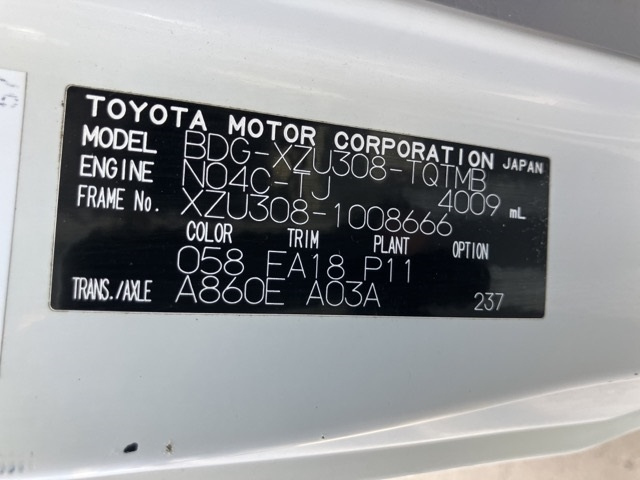 TOYOTA MOTOR CORPORATION JAPAN
MODEL BDG-XZU308-TQTMB
ENGINE N04C-TJ 4009 mL
FRAME No. XZU308-1008666
COLOR TRIM PLANT OPTION
058 FA18 P11
TRANS./AXLE A860E A03A 237